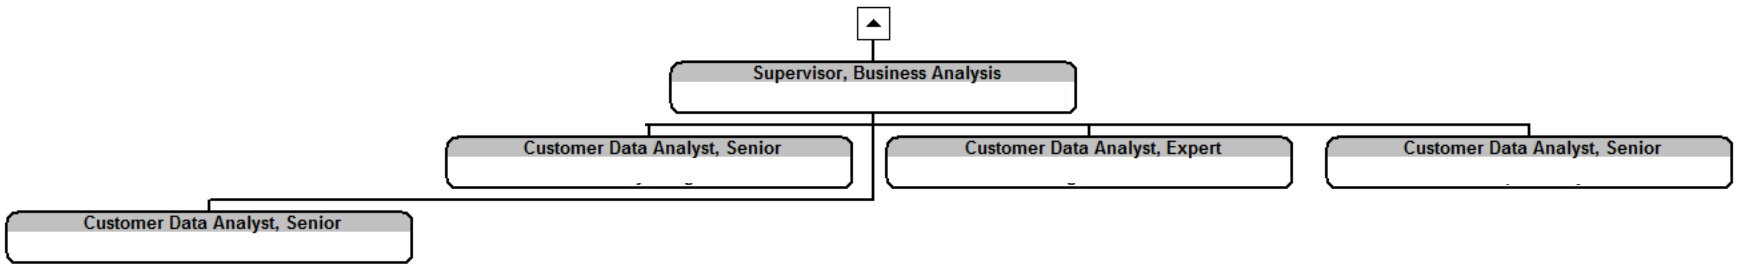 Supervisor, Business Analysis
Customer Data Analyst, Senior
Customer Data Analyst, Expert
Customer Data Analyst, Senior
Customer Data Analyst, Senior